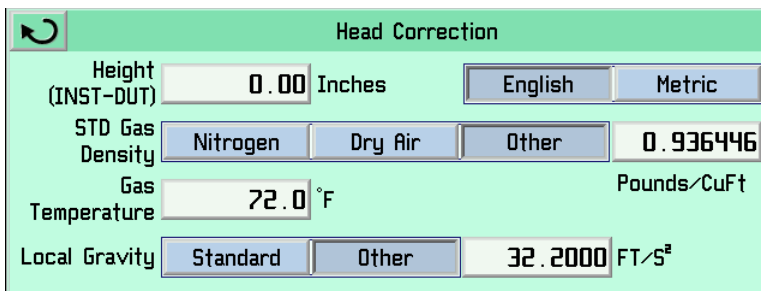 Head Correction
Height (INST-DUT) 0.00 Inches English Metric
STD Gas Density Nitrogen Dry Air Other 0.936446
Pounds/CuFt
Gas Temperature 72.0 °F
Local Gravity Standard Other 32.2000 FT/S²